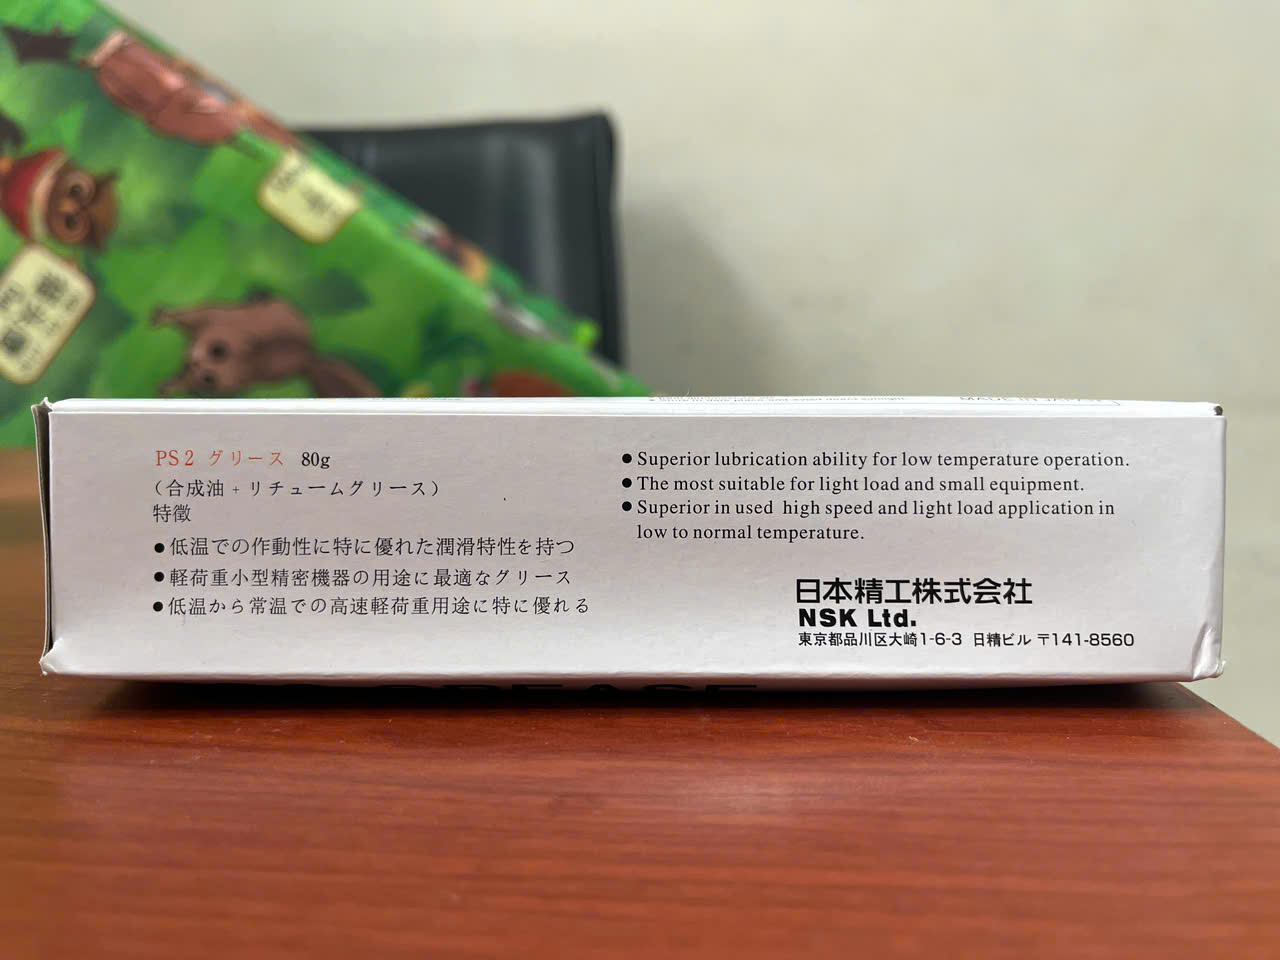 PS2 グリース 80g
（合成油 + リチュームグリース）
特徴
● 低温での作動性に特に優れた潤滑特性を持つ
● 軽荷重小型精密機器の用途に最適なグリース
● 低温から常温での高速軽荷重用途に特に優れる
● Superior lubrication ability for low temperature operation.
● The most suitable for light load and small equipment.
● Superior in used high speed and light load application in
low to normal temperature.
日本精工株式会社
NSK Ltd.
東京都品川区大崎1-6-3 日精ビル 〒141-8560